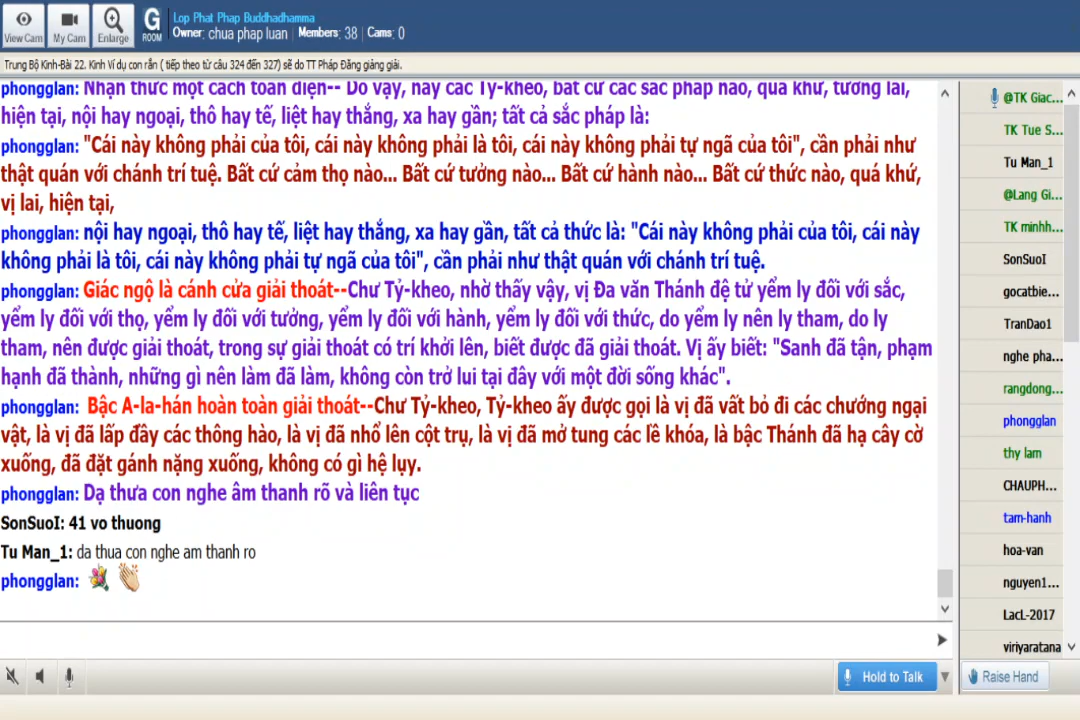 View Cam
My Cam
Enlarge
G
ROOM
Lop Phat Phap Buddhadhamma
Owner: chua phap luan | Members: 38 | Cams: 0
Trung Bộ Kinh-Bài 22. Kinh Ví dụ con rắn ( tiếp theo từ câu 324 đến 327) sẽ do TT Pháp Đăng giảng giải.
phongglan: Nhận thức một cách toàn diện-- Do vậy, này các Tỷ-kheo, bất cứ các sắc pháp nào, quá khứ, tương lai,
hiện tại, nội hay ngoại, thô hay tế, liệt hay thắng, xa hay gần; tất cả sắc pháp là:
phongglan: "Cái này không phải của tôi, cái này không phải là tôi, cái này không phải tự ngã của tôi", cần phải như
thật quán với chánh trí tuệ. Bất cứ cảm thọ nào... Bất cứ tưởng nào... Bất cứ hành nào... Bất cứ thức nào, quá khứ,
vị lai, hiện tại,
phongglan: nội hay ngoại, thô hay tế, liệt hay thắng, xa hay gần, tất cả thức là: "Cái này không phải của tôi, cái này
không phải là tôi, cái này không phải tự ngã của tôi", cần phải như thật quán với chánh trí tuệ.
phongglan: Giác ngộ là cánh cửa giải thoát--Chư Tỷ-kheo, nhờ thấy vậy, vị Đa văn Thánh đệ tử yểm ly đối với sắc,
yểm ly đối với thọ, yểm ly đối với tưởng, yểm ly đối với hành, yểm ly đối với thức, do yểm ly nên ly tham, do ly
tham, nên được giải thoát, trong sự giải thoát có trí khởi lên, biết được đã giải thoát. Vị ấy biết: "Sanh đã tận, phạm
hạnh đã thành, những gì nên làm đã làm, không còn trở lui tại đây với một đời sống khác".
phongglan: Bậc A-la-hán hoàn toàn giải thoát--Chư Tỷ-kheo, Tỷ-kheo ấy được gọi là vị đã vất bỏ đi các chướng ngại
vật, là vị đã lấp đầy các thông hào, là vị đã nhổ lên cột trụ, là vị đã mở tung các lề khóa, là bậc Thánh đã hạ cây cờ
xuống, đã đặt gánh nặng xuống, không có gì hệ lụy.
phongglan: Dạ thưa con nghe âm thanh rõ và liên tục
SonSuoI: 41 vo thuong
Tu Man_1: da thua con nghe am thanh ro
phongglan:
@TK Giac...
TK Tue S...
Tu Man_1
@Lang Gi...
TK minhh...
SonSuoI
gocatbie...
TranDao1
nghe pha...
rangdong...
phongglan
thy lam
CHAUPH...
tam-hanh
hoa-van
nguyen1...
LacL-2017
viriyaratana
Hold to Talk
Raise Hand